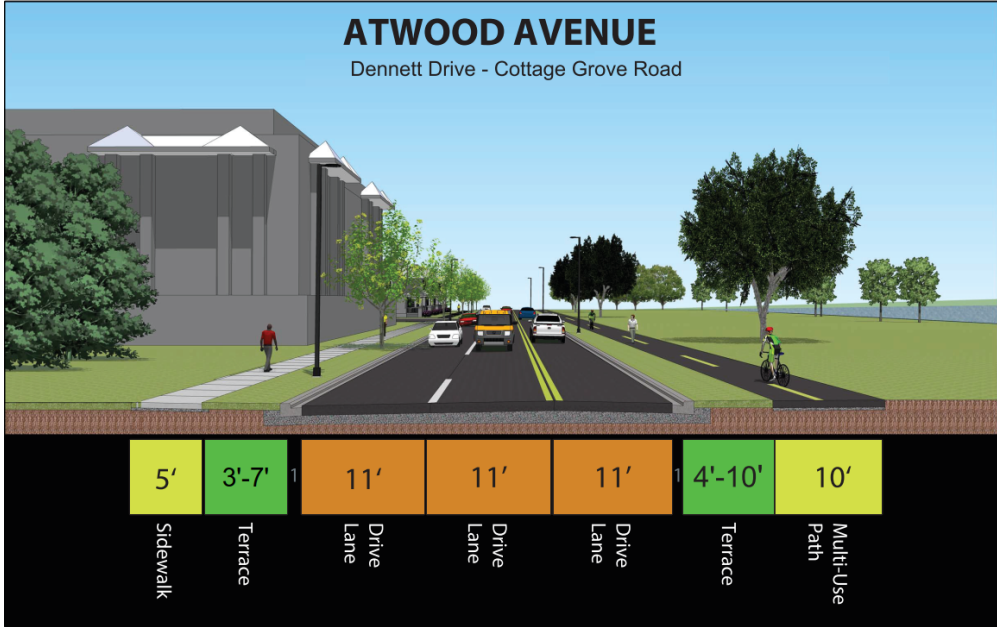 ATWOOD AVENUE
Dennett Drive - Cottage Grove Road
5‘ 3'-7' 1 11‘ 11’ 11‘ 1 4'-10' 10‘
Sidewalk
Terrace
Drive
Lane
Drive
Lane
Drive
Lane
Terrace
Multi-Use
Path